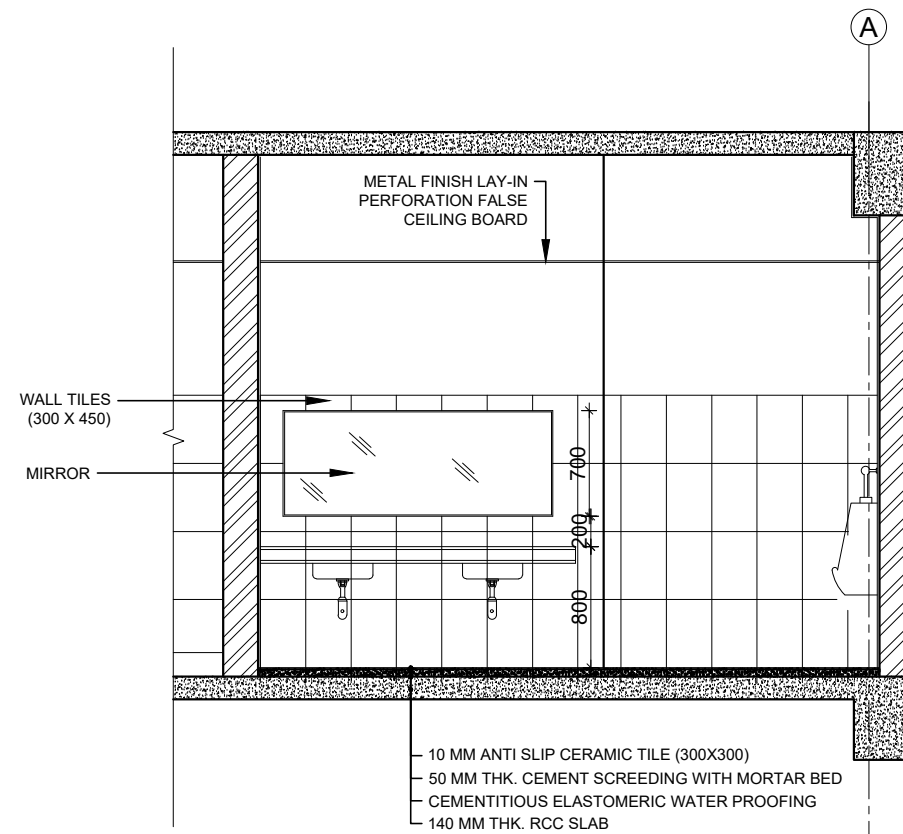 A
METAL FINISH LAY-IN
PERFORATION FALSE
CEILING BOARD
WALL TILES
(300 X 450)
MIRROR
700
200
800
10 MM ANTI SLIP CERAMIC TILE (300X300)
50 MM THK. CEMENT SCREEDING WITH MORTAR BED
CEMENTITIOUS ELASTOMERIC WATER PROOFING
140 MM THK. RCC SLAB